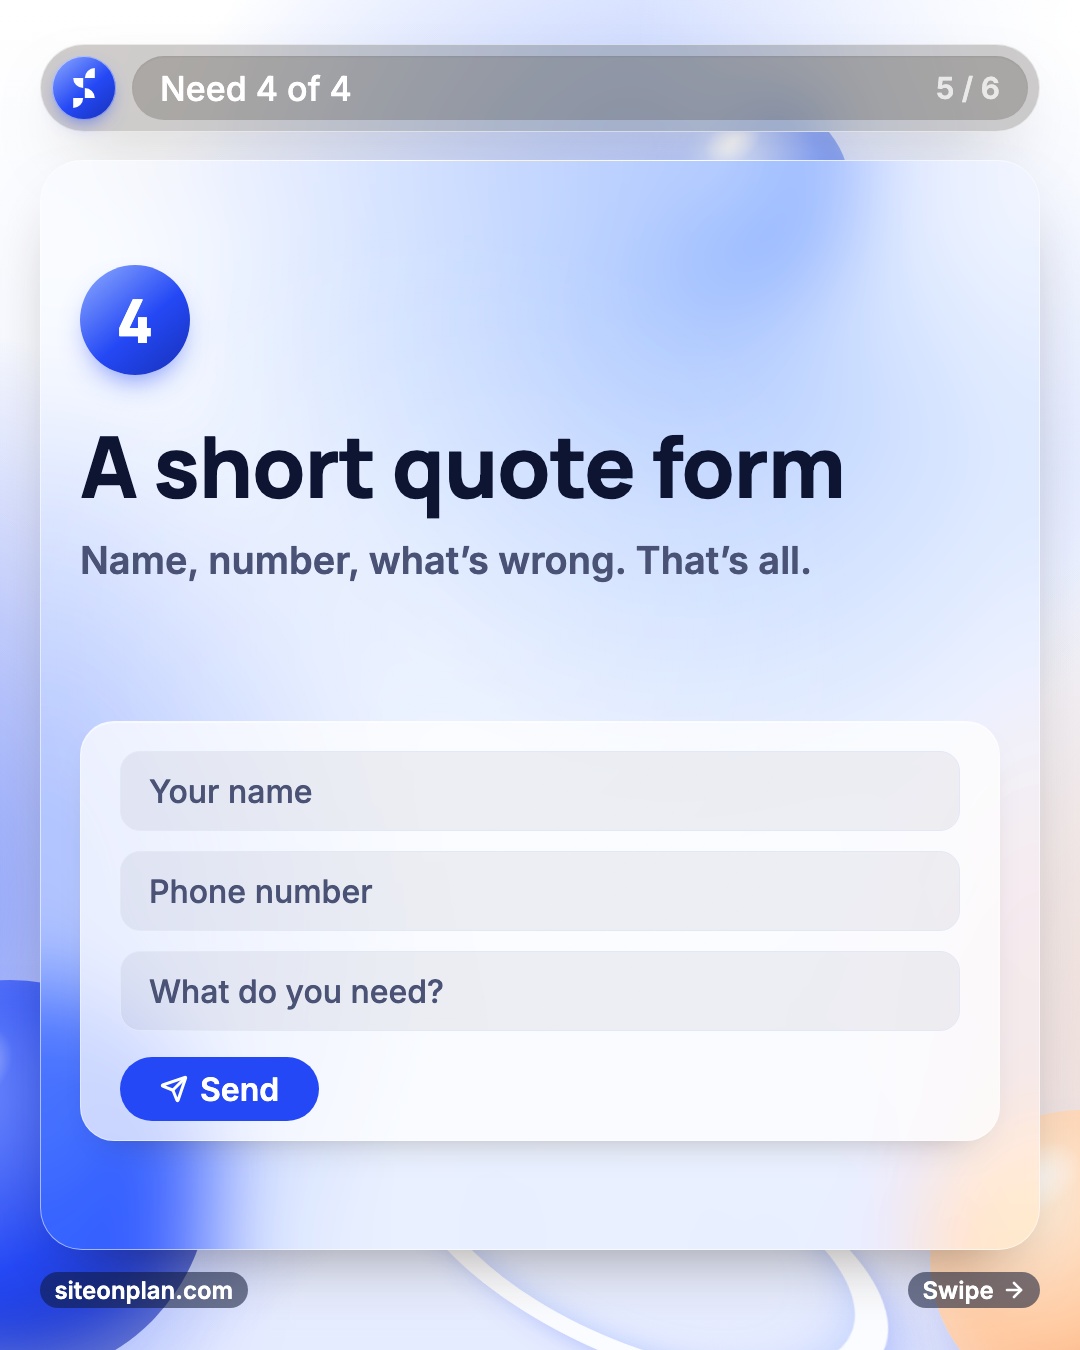 Need 4 of 4
5 / 6
4
A short quote form
Name, number, what’s wrong. That’s all.
Your name
Phone number
What do you need?
Send
siteonplan.com
Swipe →